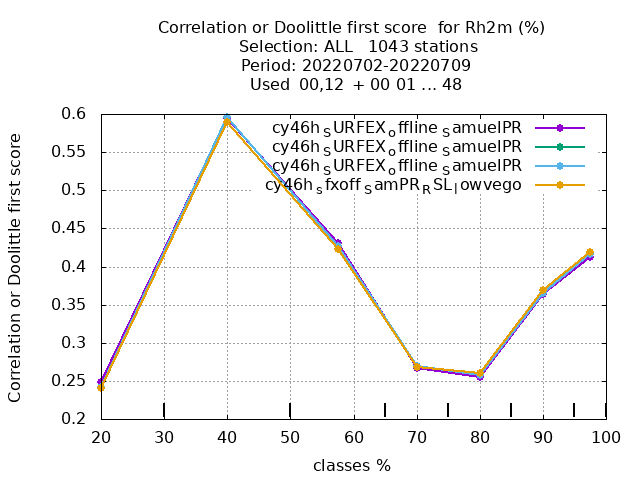 Correlation or Doolittle first score  for Rh2m (%)
Selection: ALL   1043 stations
Period: 20220702-20220709
Used  00,12  + 00 01 ... 48
Correlation or Doolittle first score
0.6
0.55
0.5
0.45
0.4
0.35
0.3
0.25
0.2
cy46h_SURFEX_offline_SamuelPR
cy46h_SURFEX_offline_SamuelPR
cy46h_SURFEX_offline_SamuelPR
cy46h_sfxoff_SamPR_RSL_lowvego
20 30 40 50 60 70 80 90 100
classes %